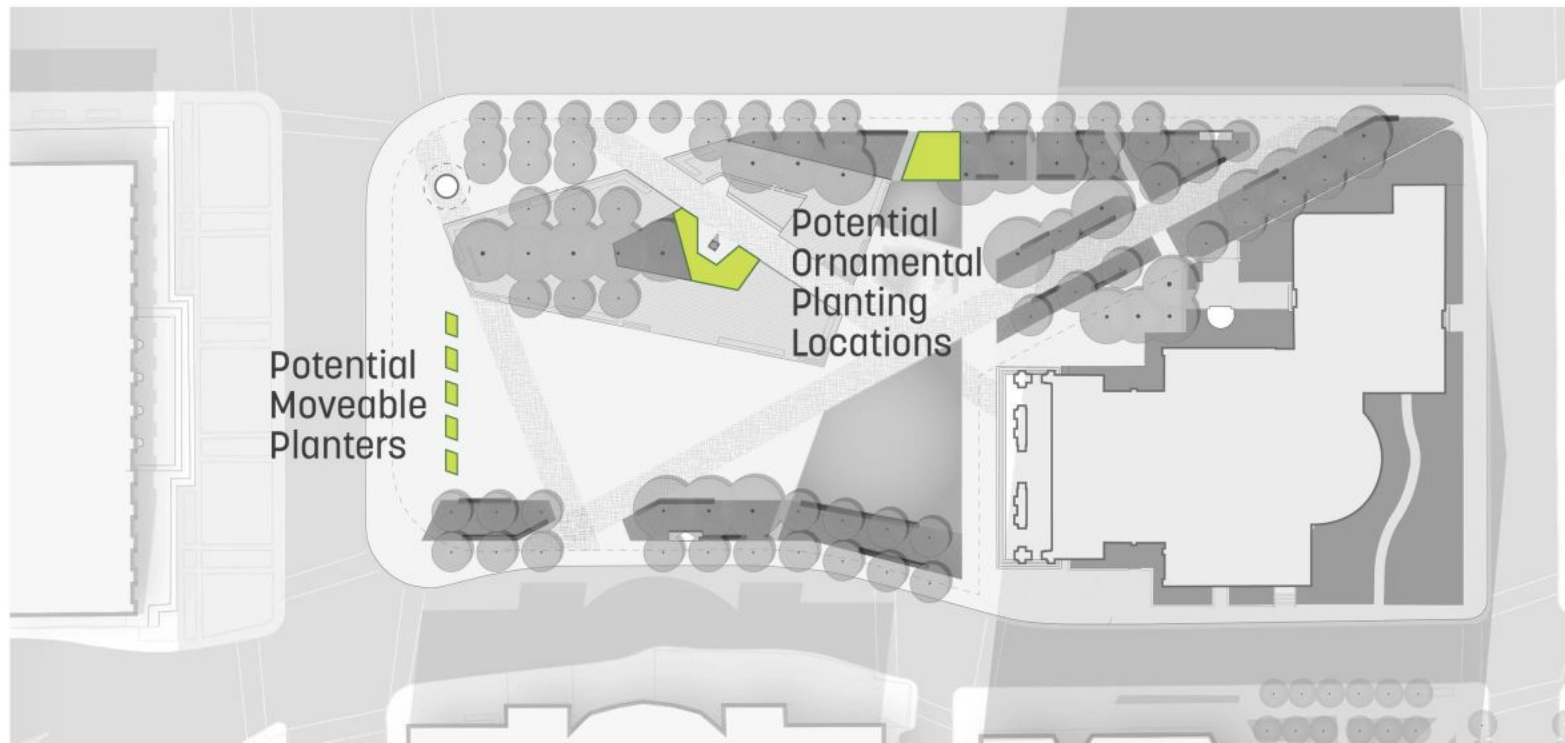 Potential
Ornamental
Planting
Locations
Potential
Moveable
Planters